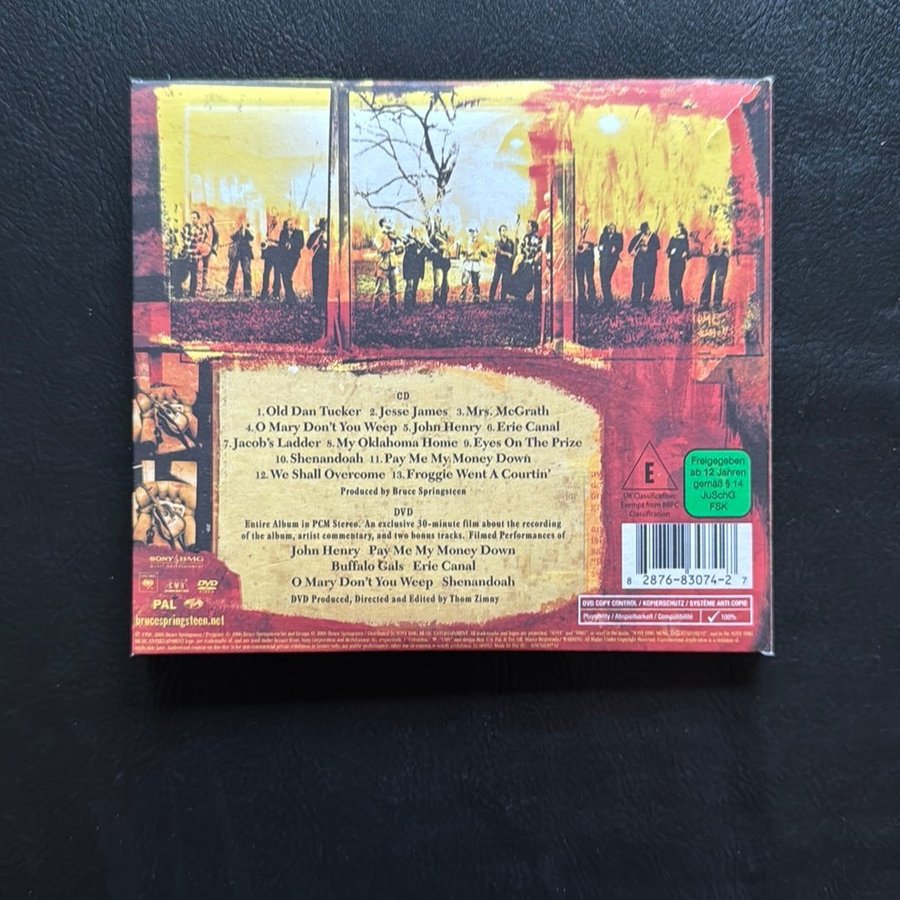 CD
1.Old Dan Tucker 2.Jesse James 3.Mrs. McGrath
4.O Mary Don't You Weep 5.John Henry 6.Erie Canal
7.Jacob's Ladder 8.My Oklahoma Home 9.Eyes On The Prize
10.Shenandoah 11.Pay Me My Money Down
12.We Shall Overcome 13.Froggie Went A Courtin'
Produced by Bruce Springsteen
DVD
Entire Album in PCM Stereo. An exclusive 30-minute film about the recording
of the album, artist commentary, and two bonus tracks. Filmed Performances of
John Henry Pay Me My Money Down
Buffalo Gals Erie Canal
O Mary Don't You Weep Shenandoah
DVD Produced, Directed and Edited by Thom Zimny
E
UK Classification:
Exempt from BBFC
Classification
Freigegeben
ab 12 Jahren
gemäß § 14
JuSchG
FSK
8 2876-83074-2 7
DVD COPY CONTROL / KOPIERSCHUTZ / SYSTÈME ANTI COPIE
Playability / Abspielbarkeit / Compatibilité
100%
SONY BMG
MUSIC ENTERTAINMENT
DVD
PAL
brucespringsteen.net